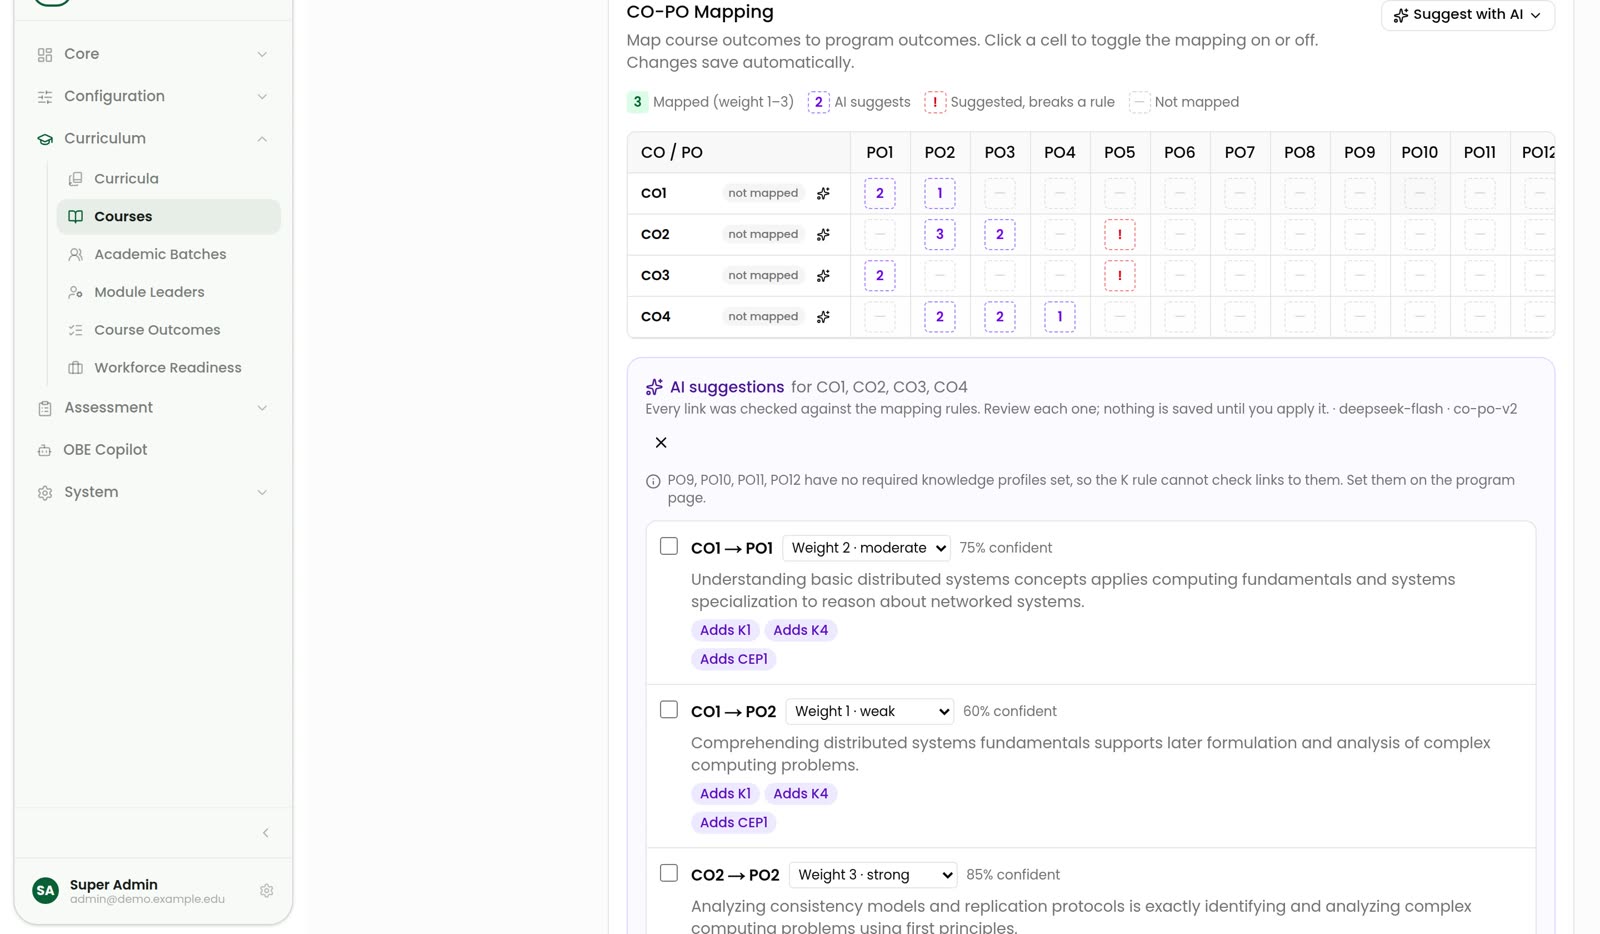 Core
Configuration
Curriculum
Curricula
Courses
Academic Batches
Module Leaders
Course Outcomes
Workforce Readiness
Assessment
OBE Copilot
System
SA
Super Admin
admin@demo.example.edu
CO-PO Mapping
Suggest with AI
Map course outcomes to program outcomes. Click a cell to toggle the mapping on or off.
Changes save automatically.
3 Mapped (weight 1–3) 2 AI suggests ! Suggested, breaks a rule — Not mapped
CO / PO PO1 PO2 PO3 PO4 PO5 PO6 PO7 PO8 PO9 PO10 PO11 PO12
CO1 not mapped 2 1 — — — — — — — — — —
CO2 not mapped — 3 2 — ! — — — — — — —
CO3 not mapped 2 — — — ! — — — — — — —
CO4 not mapped — 2 2 1 — — — — — — — —
AI suggestions for CO1, CO2, CO3, CO4
Every link was checked against the mapping rules. Review each one; nothing is saved until you apply it. · deepseek-flash · co-po-v2
PO9, PO10, PO11, PO12 have no required knowledge profiles set, so the K rule cannot check links to them. Set them on the program
page.
CO1 → PO1 Weight 2 · moderate 75% confident
Understanding basic distributed systems concepts applies computing fundamentals and systems
specialization to reason about networked systems.
Adds K1 Adds K4
Adds CEP1
CO1 → PO2 Weight 1 · weak 60% confident
Comprehending distributed systems fundamentals supports later formulation and analysis of complex
computing problems.
Adds K1 Adds K4
Adds CEP1
CO2 → PO2 Weight 3 · strong 85% confident
Analyzing consistency models and replication protocols is exactly identifying and analyzing complex
computing problems using first principles.